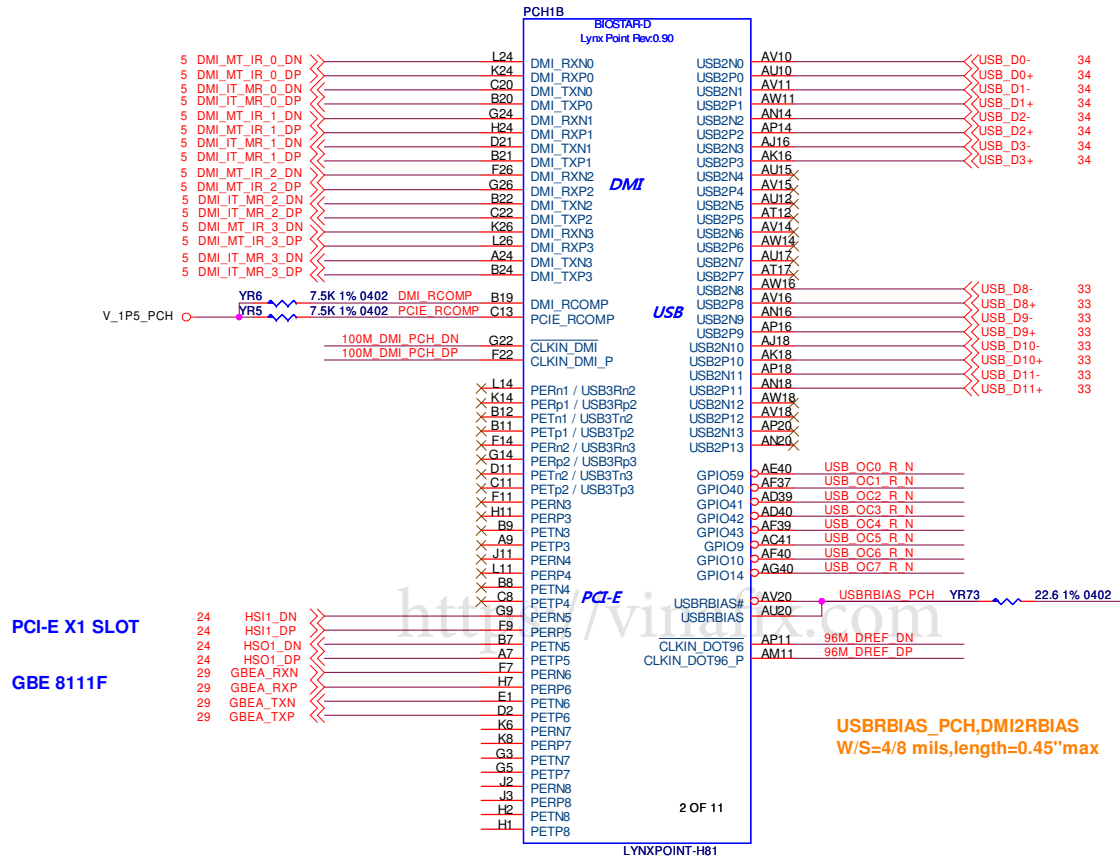 PCH1B
BIOSTAR-D
Lynx Point Rev:0.90
5 DMI_MT_IR_0_DN L24 DMI_RXN0
5 DMI_MT_IR_0_DP K24 DMI_RXP0
5 DMI_IT_MR_0_DN C20 DMI_TXN0
5 DMI_IT_MR_0_DP B20 DMI_TXP0
5 DMI_MT_IR_1_DN G24 DMI_RXN1
5 DMI_MT_IR_1_DP H24 DMI_RXP1
5 DMI_IT_MR_1_DN D21 DMI_TXN1
5 DMI_IT_MR_1_DP B21 DMI_TXP1
5 DMI_MT_IR_2_DN F26 DMI_RXN2
5 DMI_MT_IR_2_DP G26 DMI_RXP2
5 DMI_IT_MR_2_DN B22 DMI_TXN2
5 DMI_IT_MR_2_DP C22 DMI_TXP2
5 DMI_MT_IR_3_DN K26 DMI_RXN3
5 DMI_MT_IR_3_DP L26 DMI_RXP3
5 DMI_IT_MR_3_DN A24 DMI_TXN3
5 DMI_IT_MR_3_DP B24 DMI_TXP3
DMI
YR6 7.5K 1% 0402 DMI_RCOMP B19 DMI_RCOMP
V_1P5_PCH YR5 7.5K 1% 0402 PCIE_RCOMP C13 PCIE_RCOMP
100M_DMI_PCH_DN G22 CLKIN_DMI
100M_DMI_PCH_DP F22 CLKIN_DMI_P
L14 PERn1 / USB3Rn2
K14 PERp1 / USB3Rp2
B12 PETn1 / USB3Tn2
B11 PETp1 / USB3Tp2
F14 PERn2 / USB3Rn3
G14 PERp2 / USB3Rp3
D11 PETn2 / USB3Tn3
C11 PETp2 / USB3Tp3
F11 PERN3
H11 PERP3
B9 PETN3
A9 PETP3
J11 PERN4
L11 PERP4
B8 PETN4
C8 PETP4
PCI-E
PCI-E X1 SLOT
24 HSI1_DN G9 PERN5
24 HSI1_DP F9 PERP5
24 HSO1_DN B7 PETN5
24 HSO1_DP A7 PETP5
GBE 8111F
29 GBEA_RXN F7 PERN6
29 GBEA_RXP H7 PERP6
29 GBEA_TXN E1 PETN6
29 GBEA_TXP D2 PETP6
K6 PERN7
K8 PERP7
G3 PETN7
G5 PETP7
J2 PERN8
J3 PERP8
H2 PETN8
H1 PETP8
USB2N0 AV10 USB_D0- 34
USB2P0 AU10 USB_D0+ 34
USB2N1 AV11 USB_D1- 34
USB2P1 AW11 USB_D1+ 34
USB2N2 AN14 USB_D2- 34
USB2P2 AP14 USB_D2+ 34
USB2N3 AJ16 USB_D3- 34
USB2P3 AK16 USB_D3+ 34
USB2N4 AU15
USB2P4 AV15
USB2N5 AU12
USB2P5 AT12
USB2N6 AV14
USB2P6 AW14
USB2N7 AU17
USB2P7 AT17
USB2N8 AW16 USB_D8- 33
USB2P8 AV16 USB_D8+ 33
USB
USB2N9 AN16 USB_D9- 33
USB2P9 AP16 USB_D9+ 33
USB2N10 AJ18 USB_D10- 33
USB2P10 AK18 USB_D10+ 33
USB2N11 AP18 USB_D11- 33
USB2P11 AN18 USB_D11+ 33
USB2N12 AW18
USB2P12 AV18
USB2N13 AP20
USB2P13 AN20
GPIO59 AE40 USB_OC0_R_N
GPIO40 AF37 USB_OC1_R_N
GPIO41 AD39 USB_OC2_R_N
GPIO42 AD40 USB_OC3_R_N
GPIO43 AF39 USB_OC4_R_N
GPIO9 AC41 USB_OC5_R_N
GPIO10 AF40 USB_OC6_R_N
GPIO14 AG40 USB_OC7_R_N
USBRBIAS# AV20 USBRBIAS_PCH YR73 22.6 1% 0402
USBRBIAS AU20
CLKIN_DOT96 AP11 96M_DREF_DN
CLKIN_DOT96_P AM11 96M_DREF_DP
https://vinafix.com
USBRBIAS_PCH,DMI2RBIAS
W/S=4/8 mils,length=0.45"max
2 OF 11
LYNXPOINT-H81